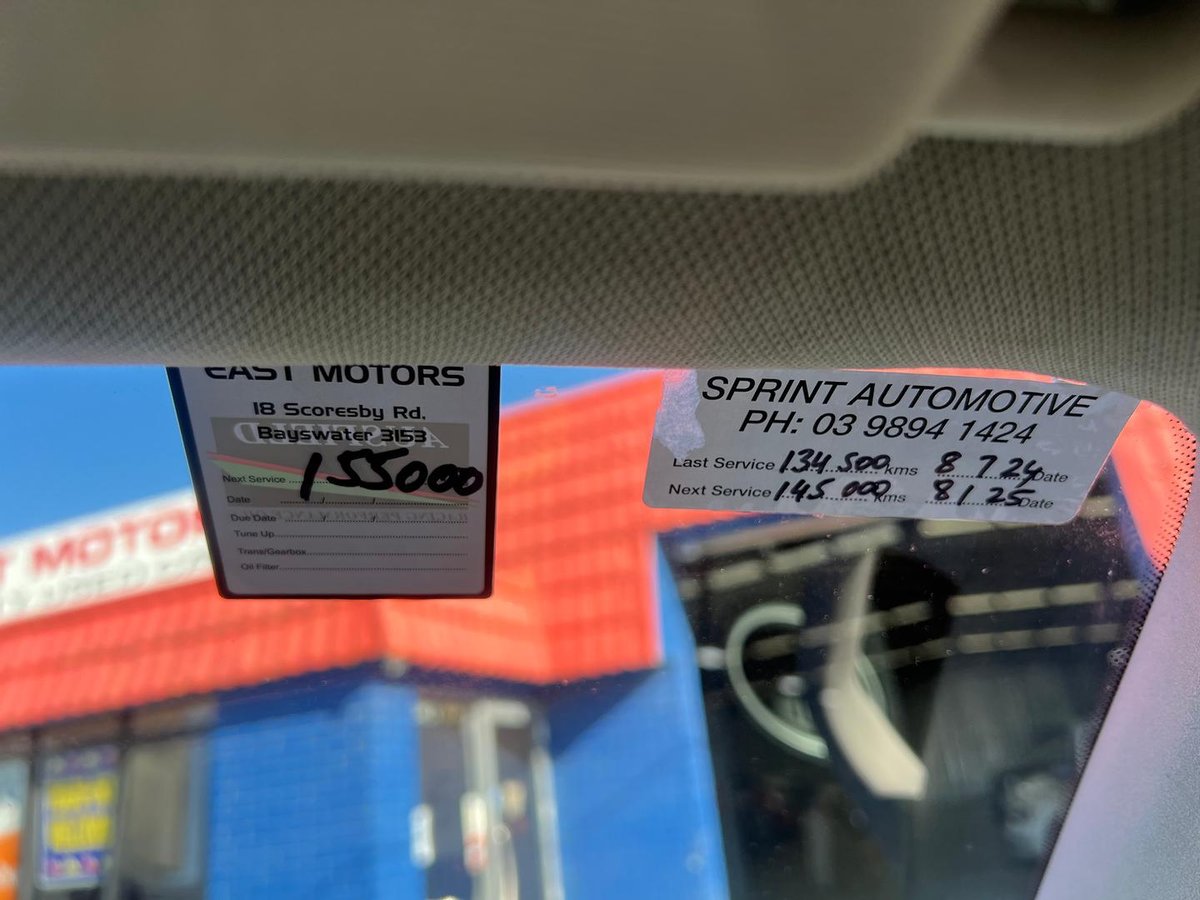 EAST MOTORS
18 Scoresby Rd.
Bayswater 3153
Next Service 155000
Date
Due Date / /
Tune Up
Trans/Gearbox
Oil Filter
SPRINT AUTOMOTIVE
PH: 03 9894 1424
Last Service 134 500 kms 8 7 24 Date
Next Service 145 000 kms 8 1 25 Date
T MOTO